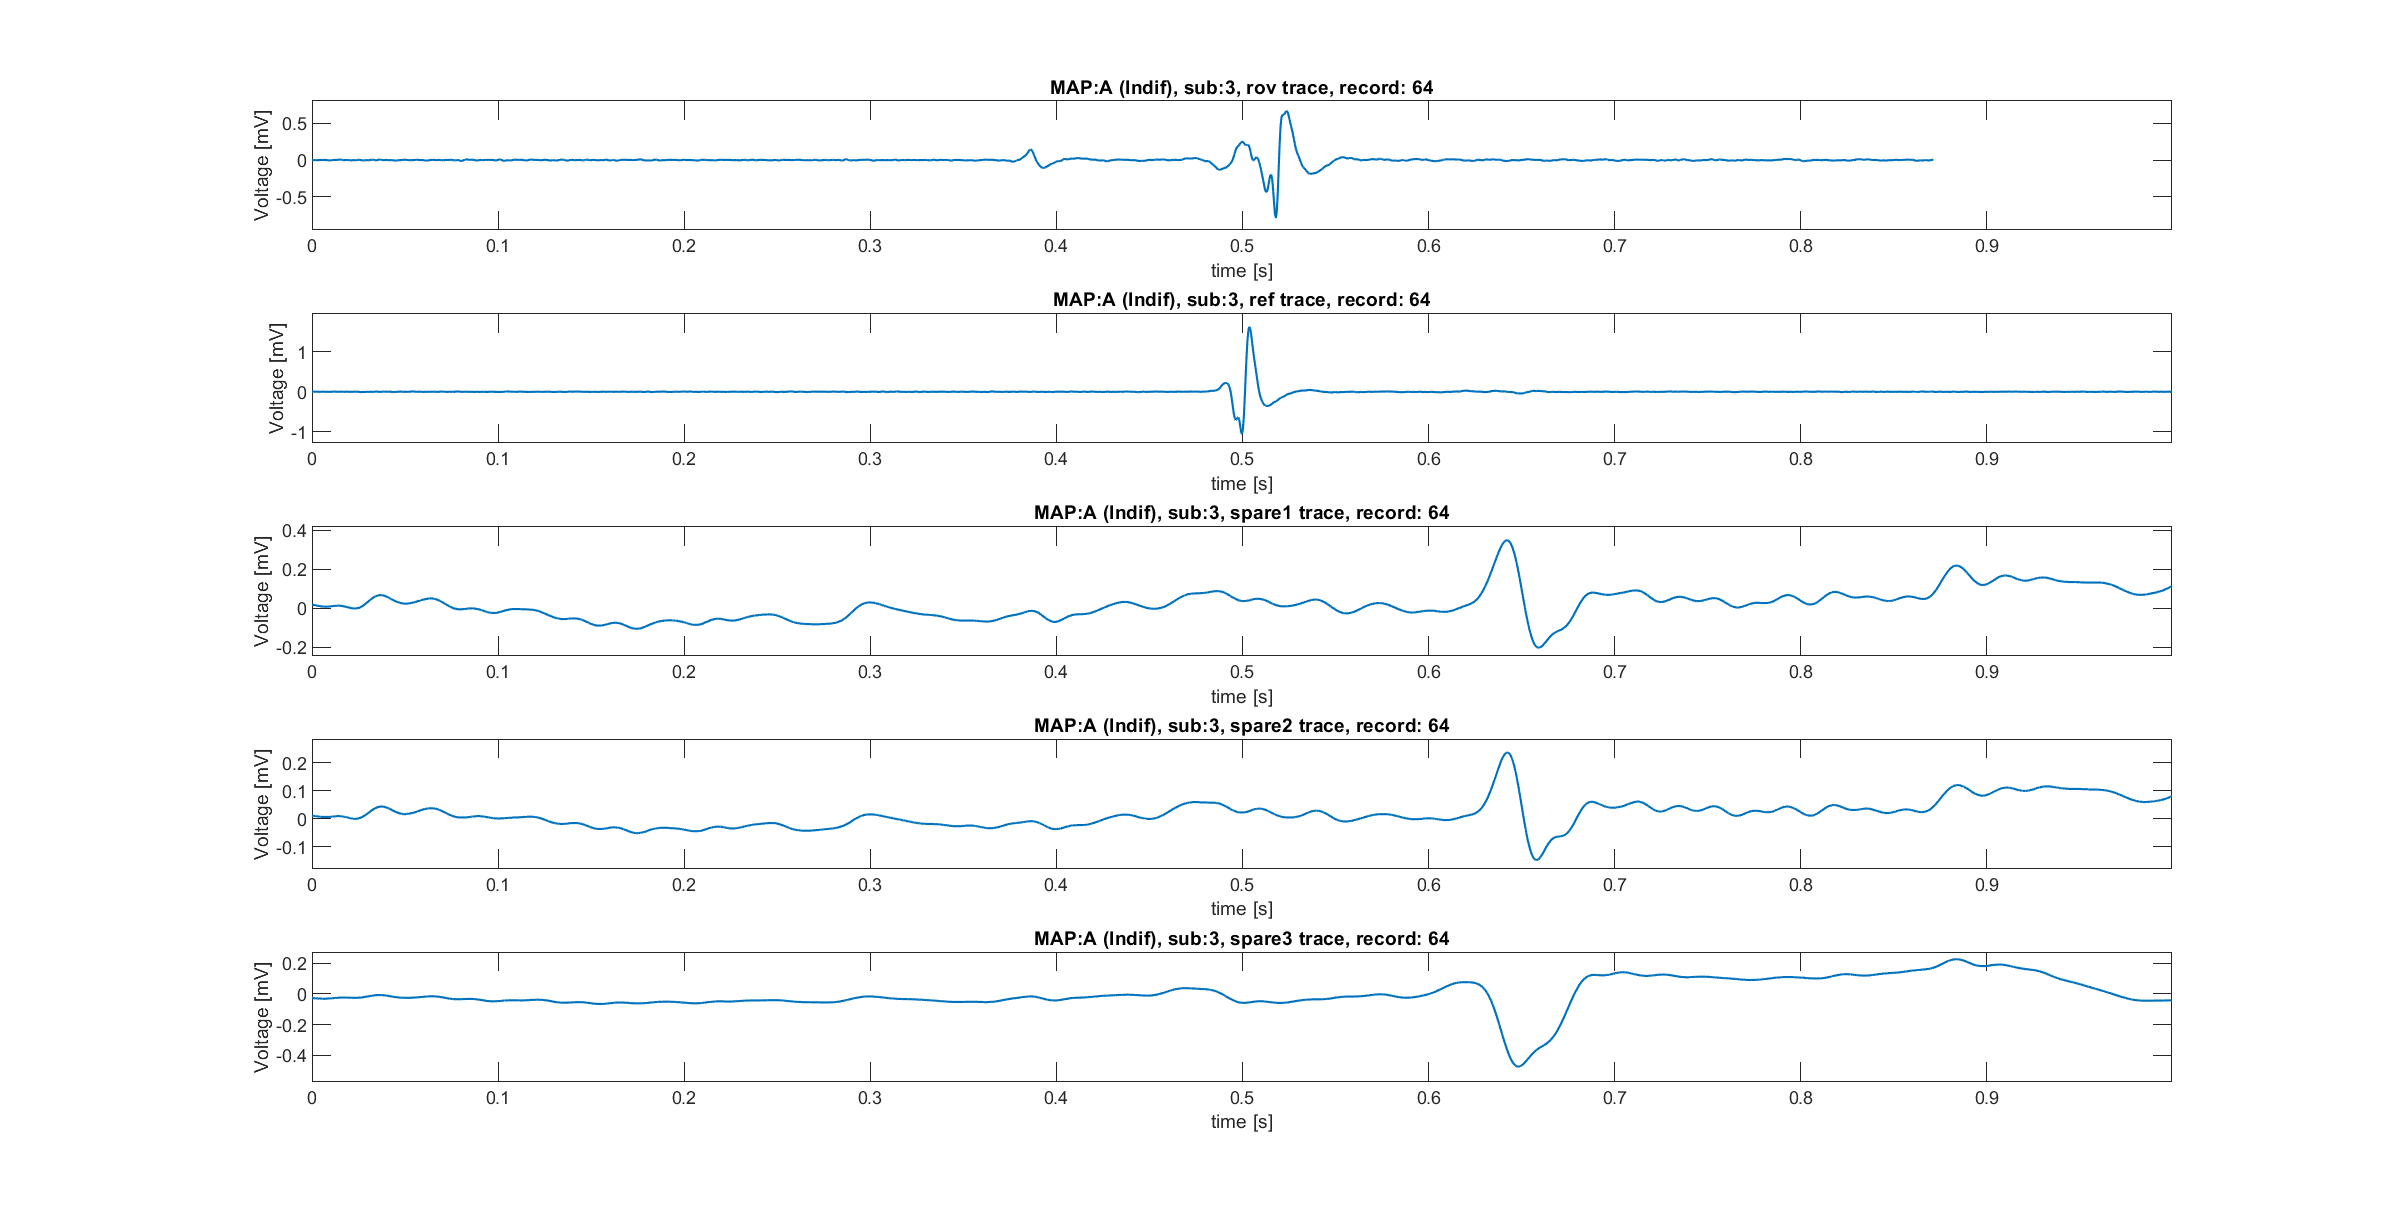 MAP:A (Indif), sub:3, rov trace, record: 64
Voltage [mV]
0.5
0
-0.5
0 0.1 0.2 0.3 0.4 0.5 0.6 0.7 0.8 0.9
time [s]
MAP:A (Indif), sub:3, ref trace, record: 64
Voltage [mV]
1
0
-1
0 0.1 0.2 0.3 0.4 0.5 0.6 0.7 0.8 0.9
time [s]
MAP:A (Indif), sub:3, spare1 trace, record: 64
Voltage [mV]
0.4
0.2
0
-0.2
0 0.1 0.2 0.3 0.4 0.5 0.6 0.7 0.8 0.9
time [s]
MAP:A (Indif), sub:3, spare2 trace, record: 64
Voltage [mV]
0.2
0.1
0
-0.1
0 0.1 0.2 0.3 0.4 0.5 0.6 0.7 0.8 0.9
time [s]
MAP:A (Indif), sub:3, spare3 trace, record: 64
Voltage [mV]
0.2
0
-0.2
-0.4
0 0.1 0.2 0.3 0.4 0.5 0.6 0.7 0.8 0.9
time [s]